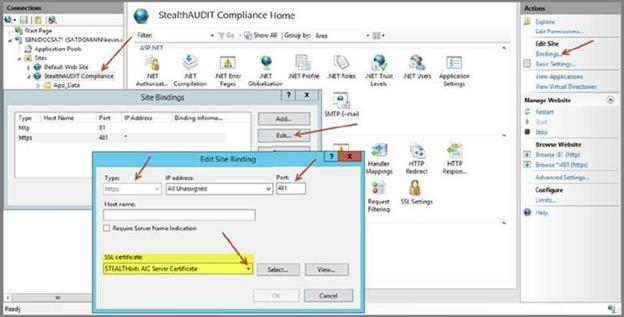 Connections
StealthAUDIT Compliance Home
Actions
Start Page
SBNLDOCSA71 (SATDOMAIN\kevin.
Application Pools
Sites
Default Web Site
StealthAUDIT Compliance
App_Data
Filter:
Go
Show All
Group by:
Area
ASP.NET
.NET Authorization
.NET Compilation
.NET Error Pages
.NET Globalization
.NET Profile
.NET Roles
.NET Trust Levels
.NET Users
Application Settings
SMTP E-mail
Handler Mappings
HTTP Redirect
HTTP Respon...
Request Filtering
SSL Settings
Explore
Edit Permissions...
Edit Site
Bindings...
Basic Settings...
View Applications
View Virtual Directories
Manage Website
Restart
Start
Stop
Browse Website
Browse *:81 (http)
Browse *:481 (https)
Advanced Settings...
Configure
Limits...
Help
Site Bindings
? X
Type Host Name Port IP Address Binding Informa...
http 81
https 481 *
Add...
Edit...
Edit Site Binding
? X
Type: IP address: Port:
https All Unassigned 481
Host name:
Require Server Name Indication
SSL certificate:
STEALTHbits AIC Server Certificate
Select...
View...
OK
Cancel
Ready